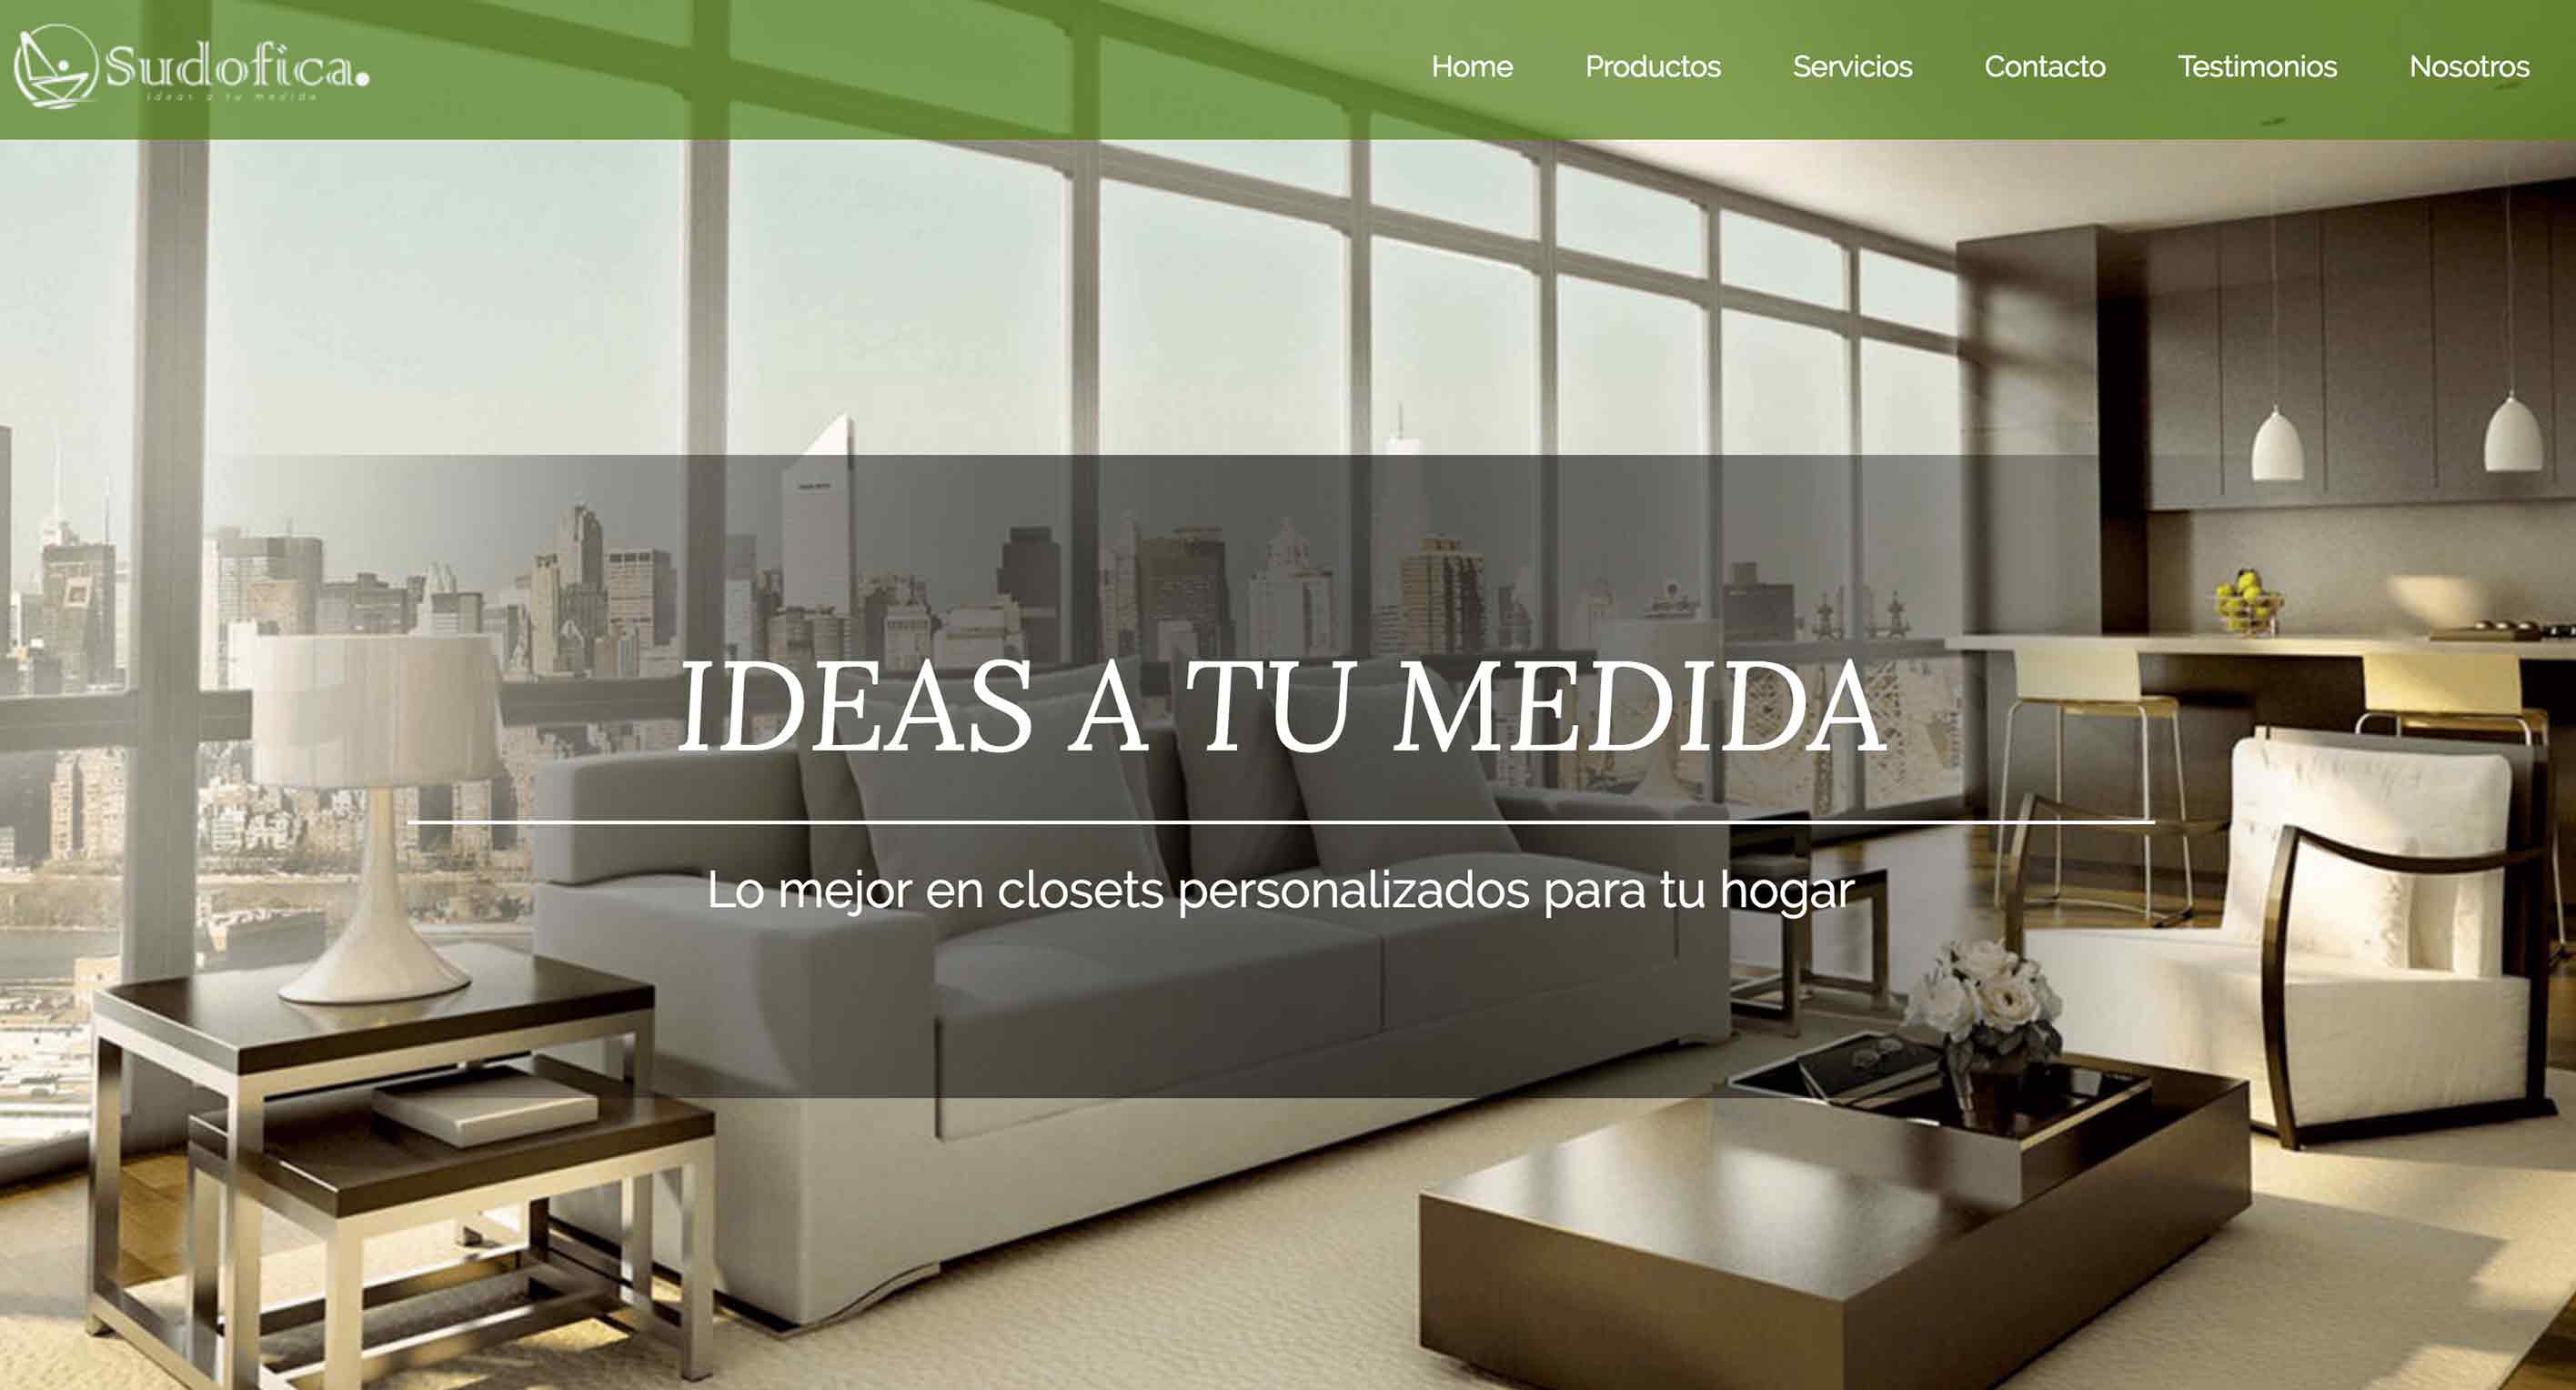 Sudofica.
Ideas a tu medida
Home Productos Servicios Contacto Testimonios Nosotros
IDEAS A TU MEDIDA
Lo mejor en closets personalizados para tu hogar